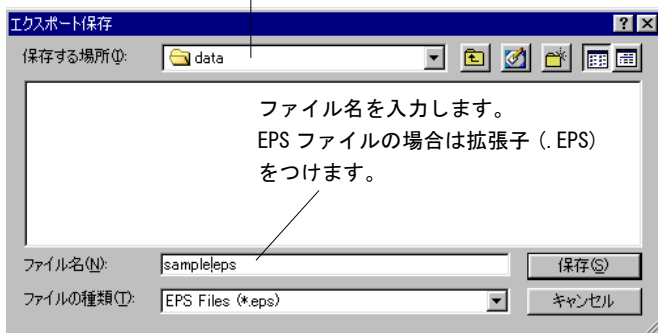 エクスポート保存
保存する場所(I):
data
ファイル名を入力します。
EPS ファイルの場合は拡張子 (.EPS)
をつけます。
ファイル名(N):
sample.eps
保存(S)
ファイルの種類(T):
EPS Files (*.eps)
キャンセル